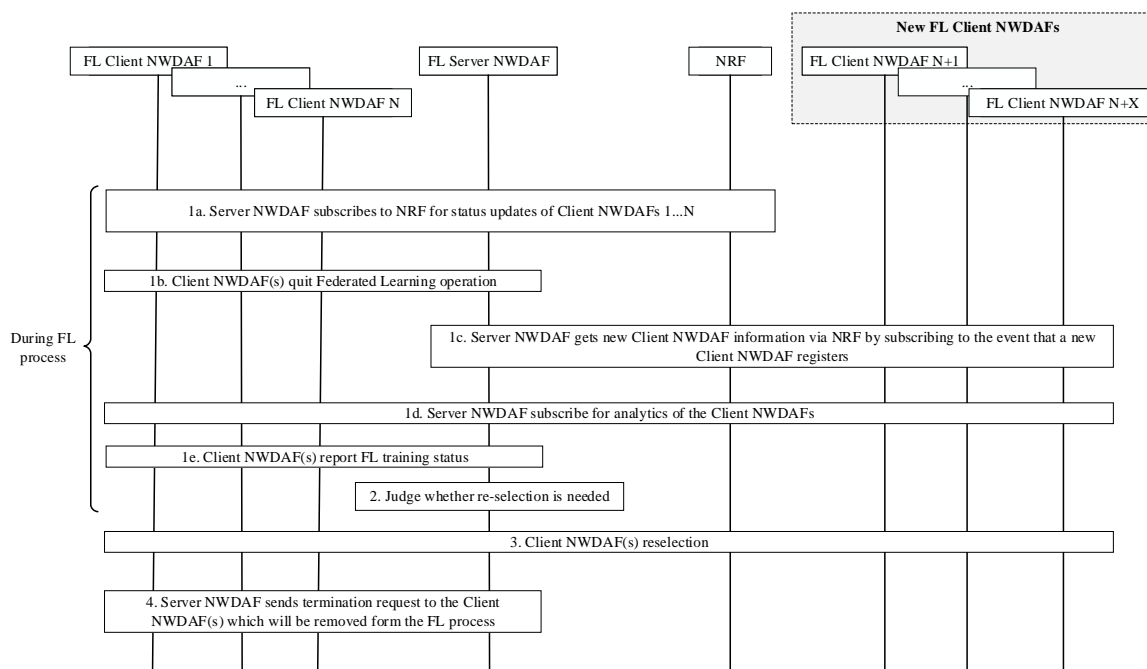 New FL Client NWDAFs
FL Client NWDAF 1
FL Server NWDAF
NRF
FL Client NWDAF N+1
...
...
FL Client NWDAF N
FL Client NWDAF N+X
During FL
process
1a. Server NWDAF subscribes to NRF for status updates of Client NWDAFs 1...N
1b. Client NWDAF(s) quit Federated Learning operation
1c. Server NWDAF gets new Client NWDAF information via NRF by subscribing to the event that a new
Client NWDAF registers
1d. Server NWDAF subscribe for analytics of the Client NWDAFs
1e. Client NWDAF(s) report FL training status
2. Judge whether re-selection is needed
3. Client NWDAF(s) reselection
4. Server NWDAF sends termination request to the Client
NWDAF(s) which will be removed form the FL process